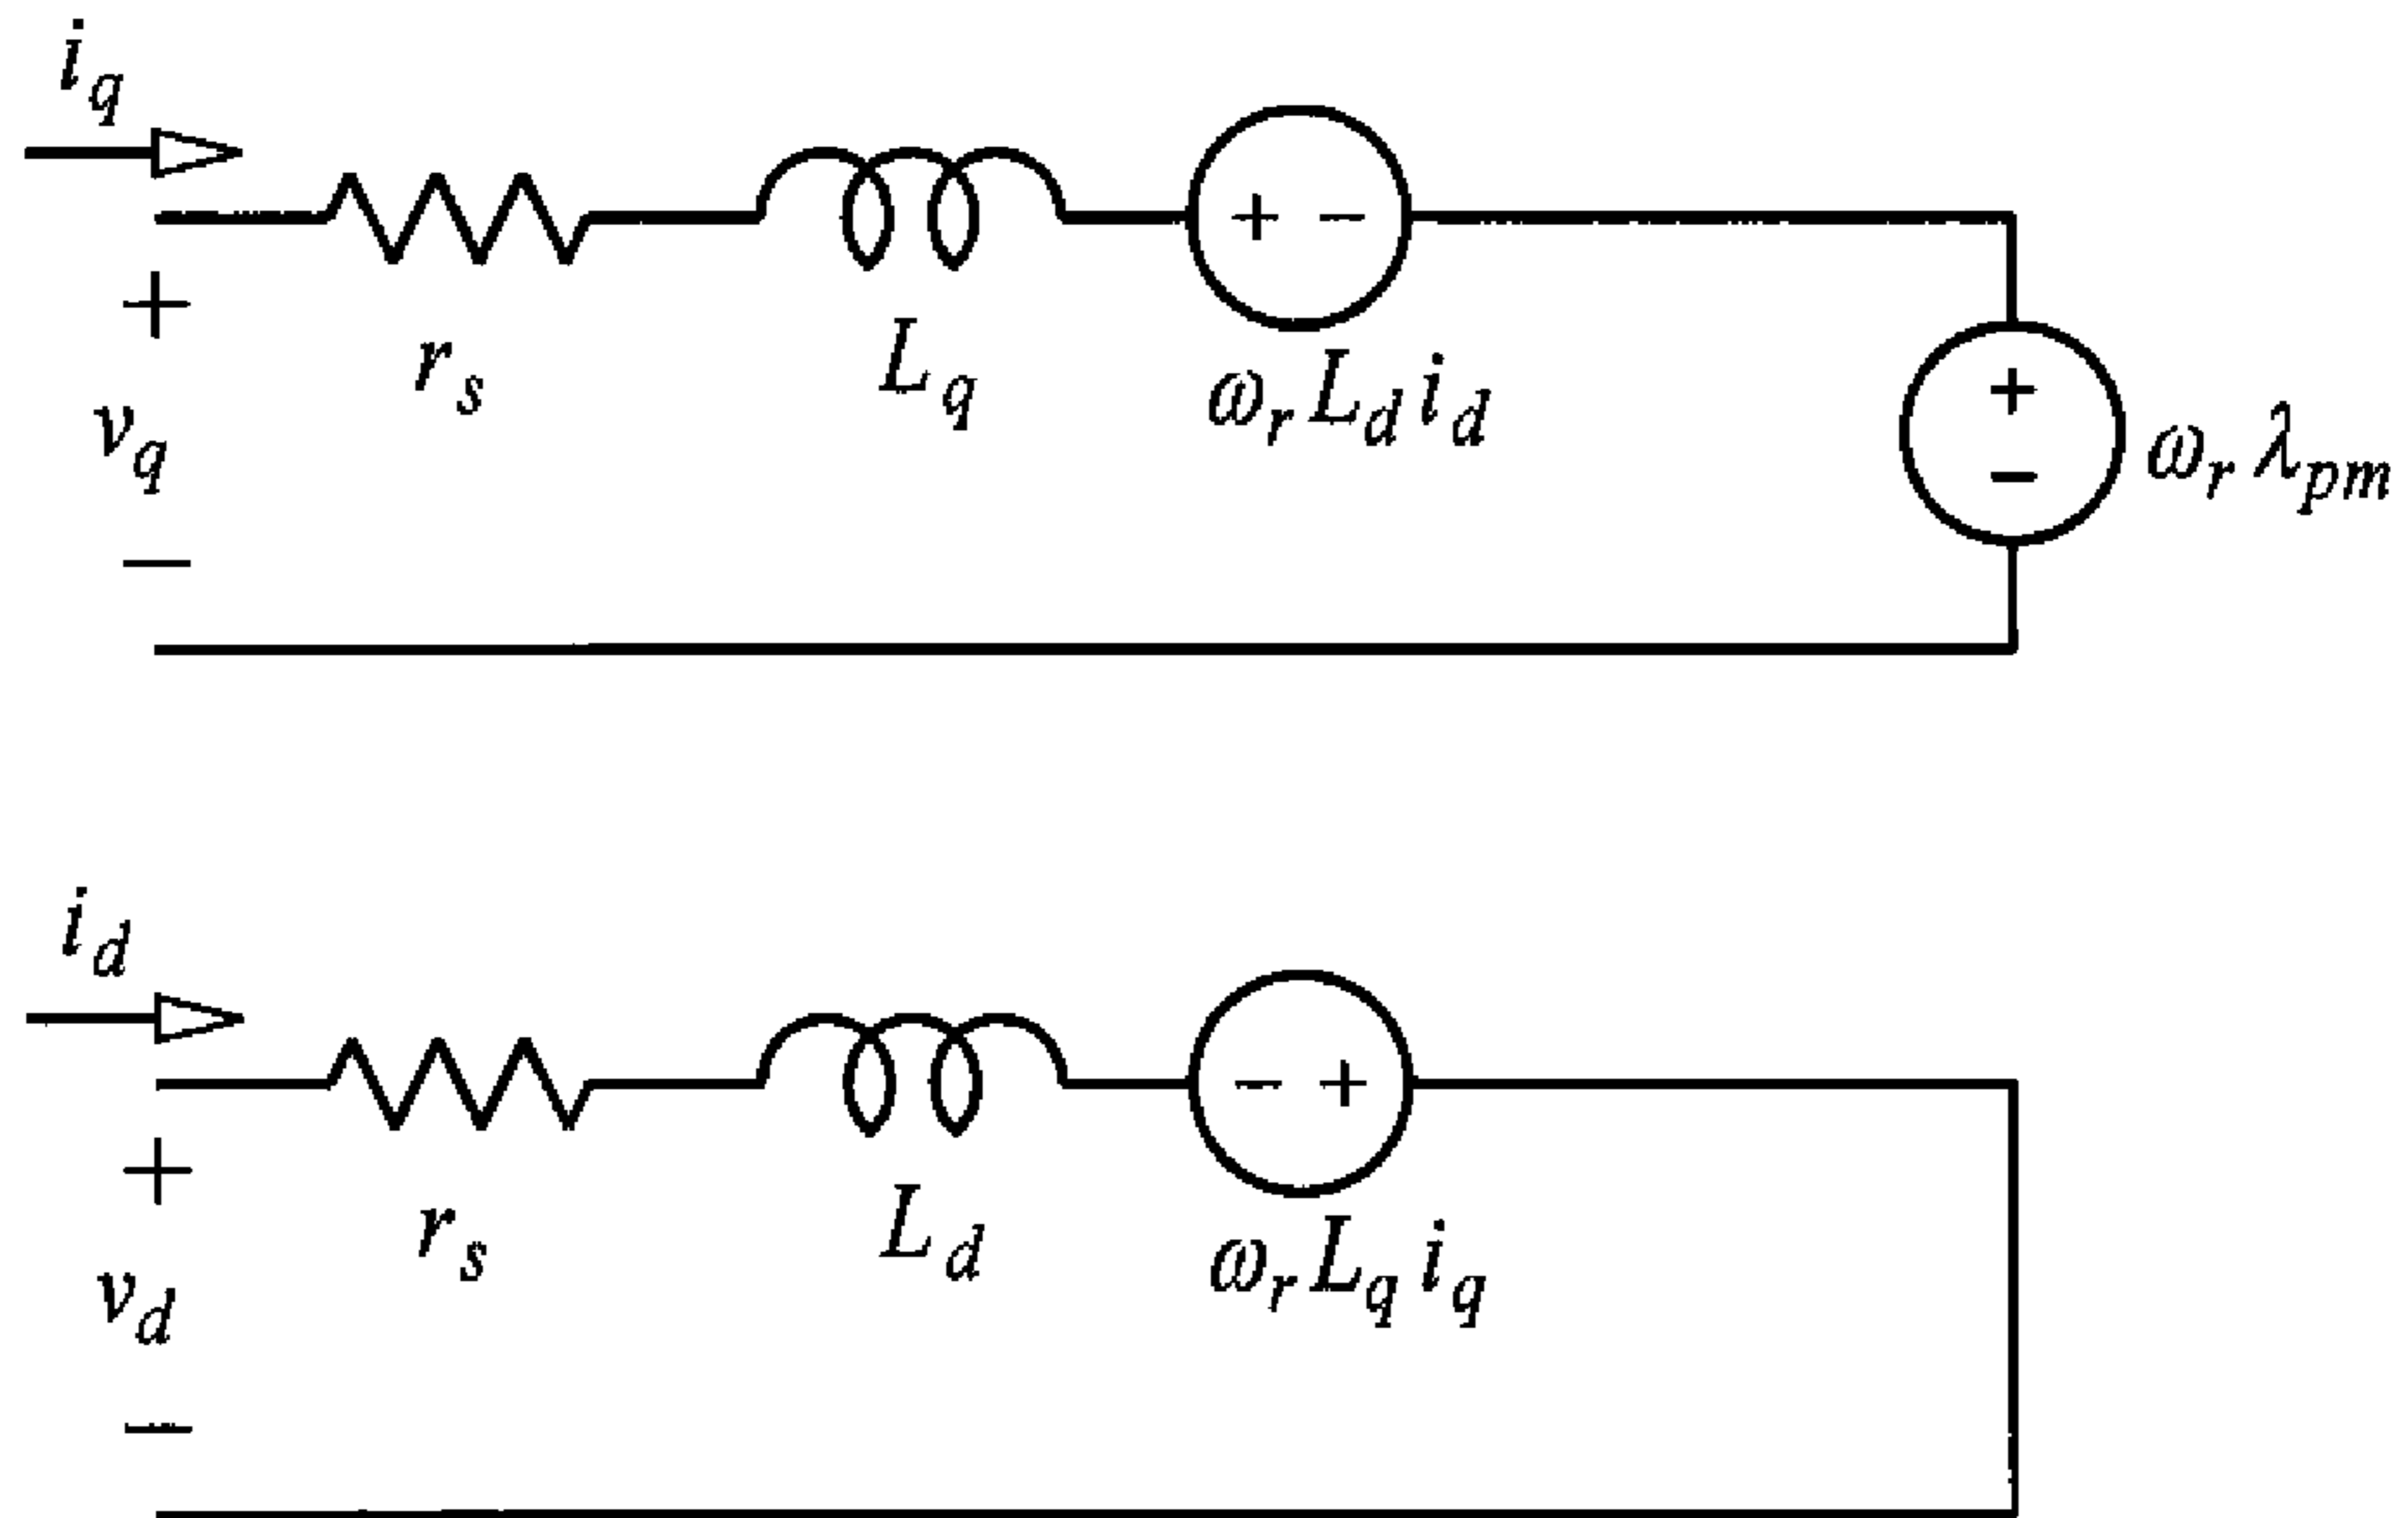 i_q
+ −
+
r_s L_q ω_r L_d i_d
+
v_q
− ω_r λ_pm
−
i_d
− +
+
r_s L_d ω_r L_q i_q
v_d
−